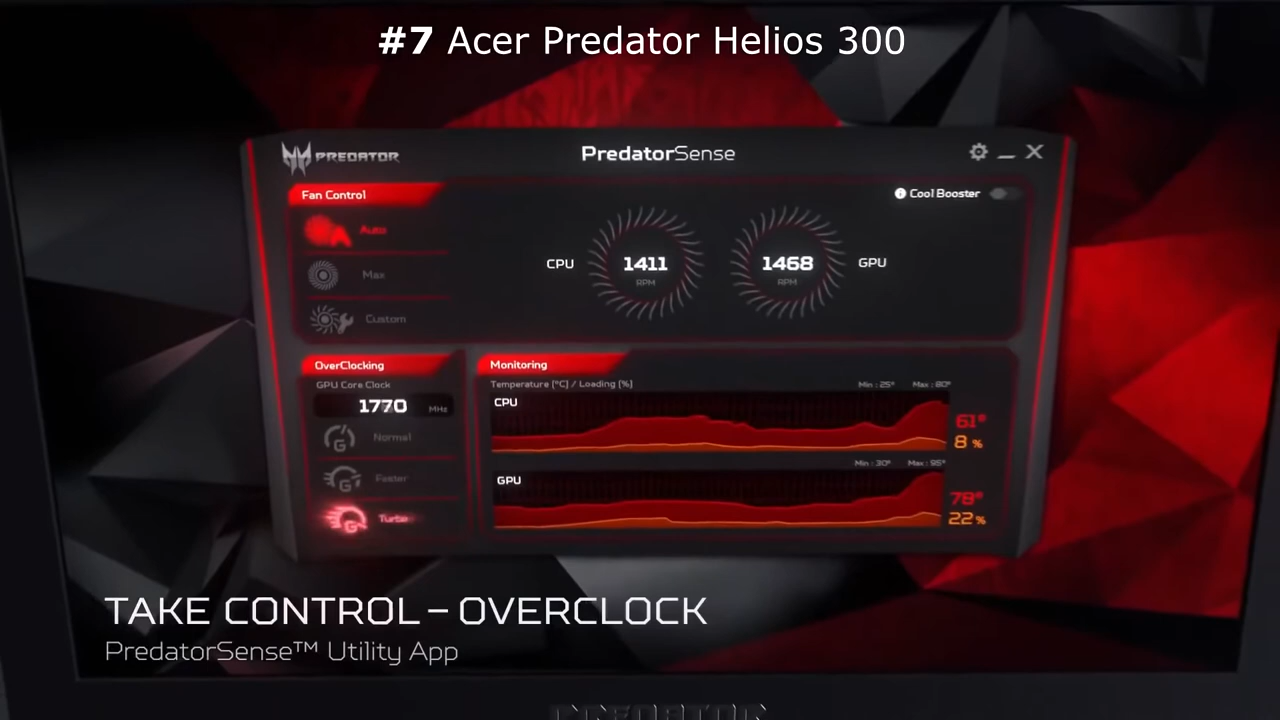 #7 Acer Predator Helios 300
PREDATOR
PredatorSense
Fan Control
Cool Booster
Auto
Max
Custom
CPU
1411
RPM
1468
RPM
GPU
OverClocking
GPU Core Clock
1770 MHz
Normal
Faster
Turbo
Monitoring
Temperature [°C] / Loading [%]
Min : 25° Max : 80°
CPU
61°
8 %
Min : 30° Max : 95°
GPU
78°
22 %
TAKE CONTROL – OVERCLOCK
PredatorSense™ Utility App
PREDATOR